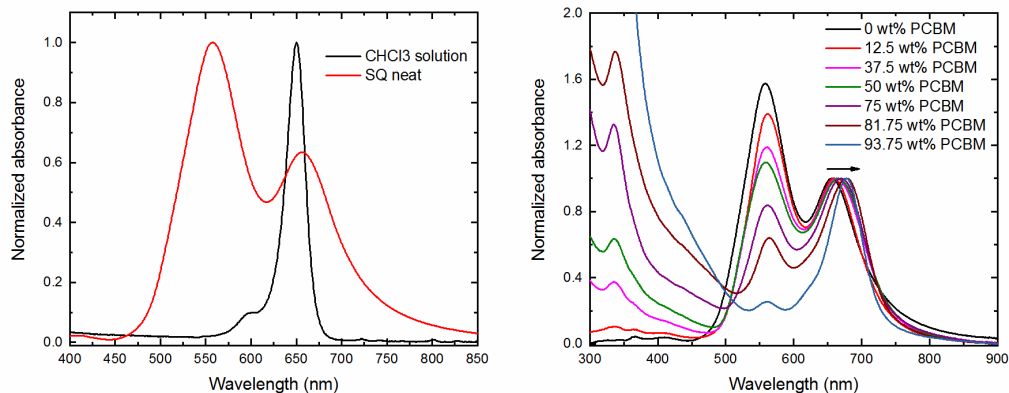 Normalized absorbance
1.0
0.8
0.6
0.4
0.2
0.0
400 450 500 550 600 650 700 750 800 850
Wavelength (nm)
CHCl3 solution
SQ neat
Normalized absorbance
2.0
1.6
1.2
0.8
0.4
0.0
300 400 500 600 700 800 900
Wavelength (nm)
0 wt% PCBM
12.5 wt% PCBM
37.5 wt% PCBM
50 wt% PCBM
75 wt% PCBM
81.75 wt% PCBM
93.75 wt% PCBM